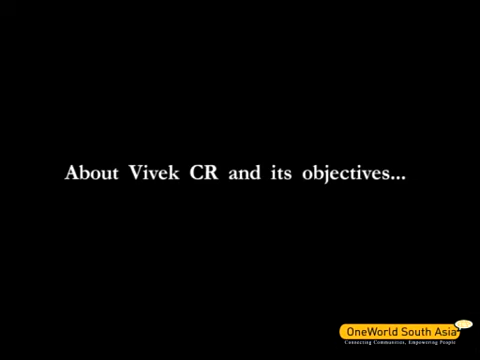 About Vivek CR and its objectives...
OneWorld South Asia
Connecting Communities, Empowering People